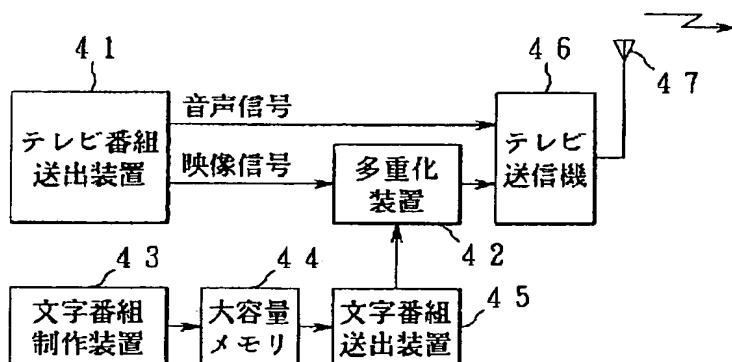 41
テレビ番組
送出装置
音声信号
映像信号
多重化
装置
42
46
テレビ
送信機
47
43
文字番組
制作装置
44
大容量
メモリ
文字番組
送出装置
45